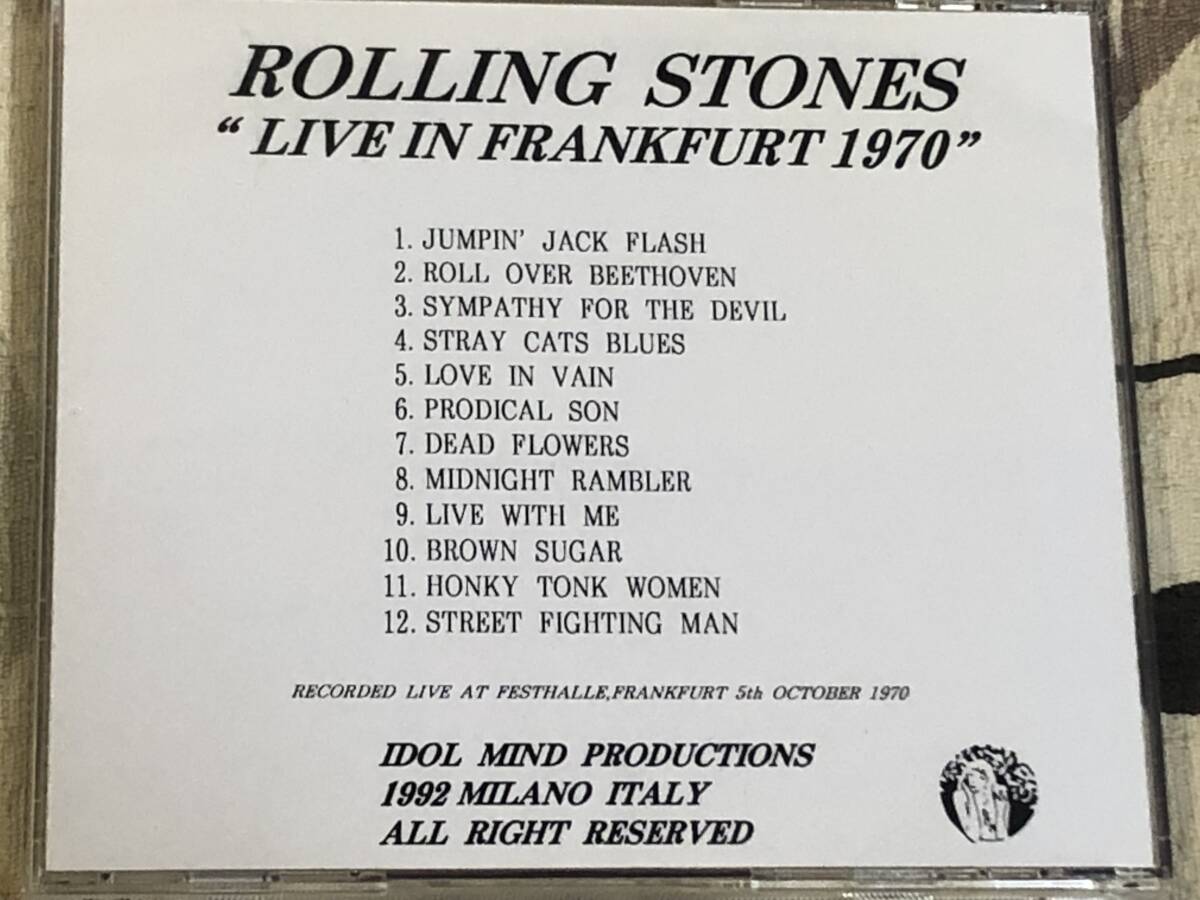 ROLLING STONES
“LIVE IN FRANKFURT 1970”
1. JUMPIN’ JACK FLASH
2. ROLL OVER BEETHOVEN
3. SYMPATHY FOR THE DEVIL
4. STRAY CATS BLUES
5. LOVE IN VAIN
6. PRODICAL SON
7. DEAD FLOWERS
8. MIDNIGHT RAMBLER
9. LIVE WITH ME
10. BROWN SUGAR
11. HONKY TONK WOMEN
12. STREET FIGHTING MAN
RECORDED LIVE AT FESTHALLE,FRANKFURT 5th OCTOBER 1970
IDOL MIND PRODUCTIONS
1992 MILANO ITALY
ALL RIGHT RESERVED